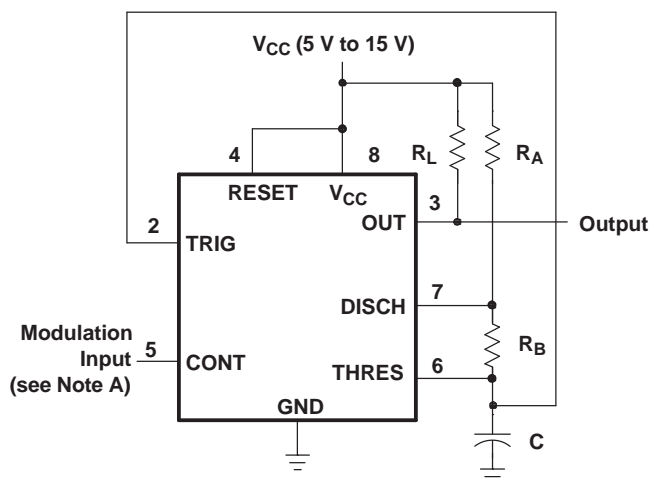 VCC (5 V to 15 V)
4
8
RL
RA
RESET
VCC
3
2
OUT
Output
TRIG
7
DISCH
Modulation
Input
(see Note A)
5
CONT
RB
6
THRES
GND
C